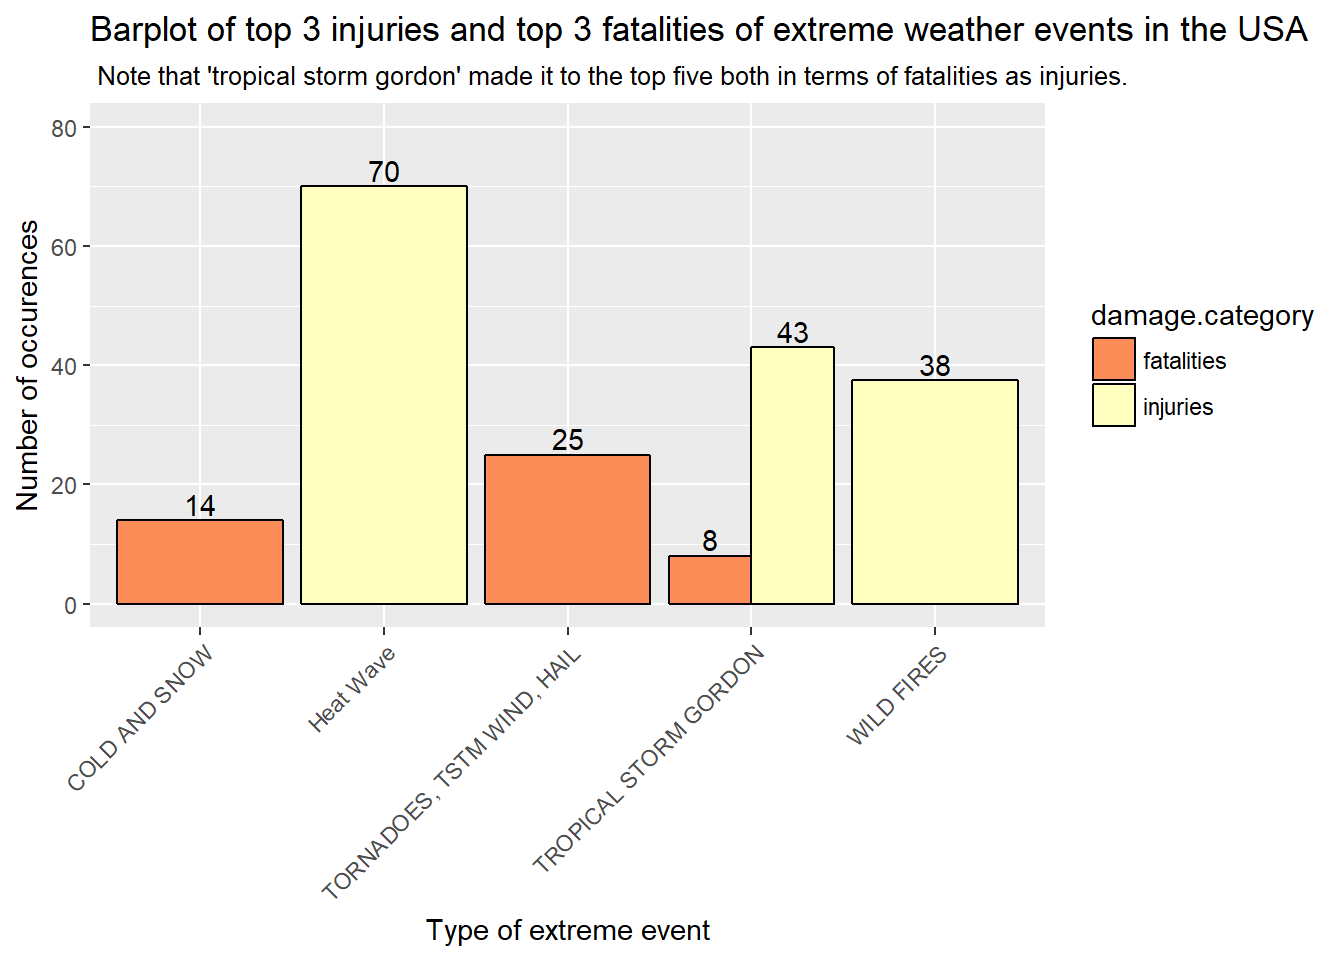 Barplot of top 3 injuries and top 3 fatalities of extreme weather events in the USA
Note that 'tropical storm gordon' made it to the top five both in terms of fatalities as injuries.
Number of occurences
80
60
40
20
0
14
70
25
8
43
38
COLD AND SNOW
Heat Wave
TORNADOES, TSTM WIND, HAIL
TROPICAL STORM GORDON
WILD FIRES
Type of extreme event
damage.category
fatalities
injuries